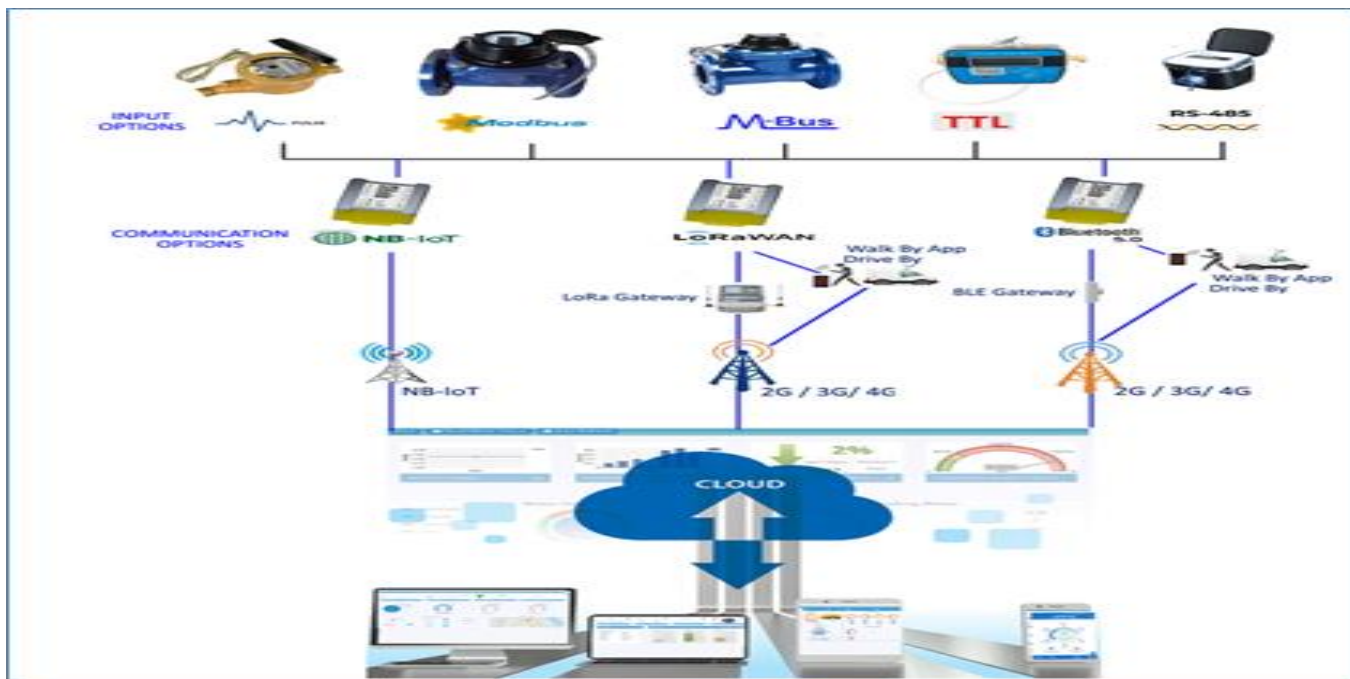 INPUT
OPTIONS
PULSE
Modbus
M-Bus
TTL
RS-485
COMMUNICATION
OPTIONS
NB-IoT
LoRaWAN
Bluetooth
5.0
Walk By App
Drive By
LoRa Gateway
BLE Gateway
Walk By App
Drive By
NB-IoT
2G / 3G/ 4G
2G / 3G/ 4G
2%
CLOUD